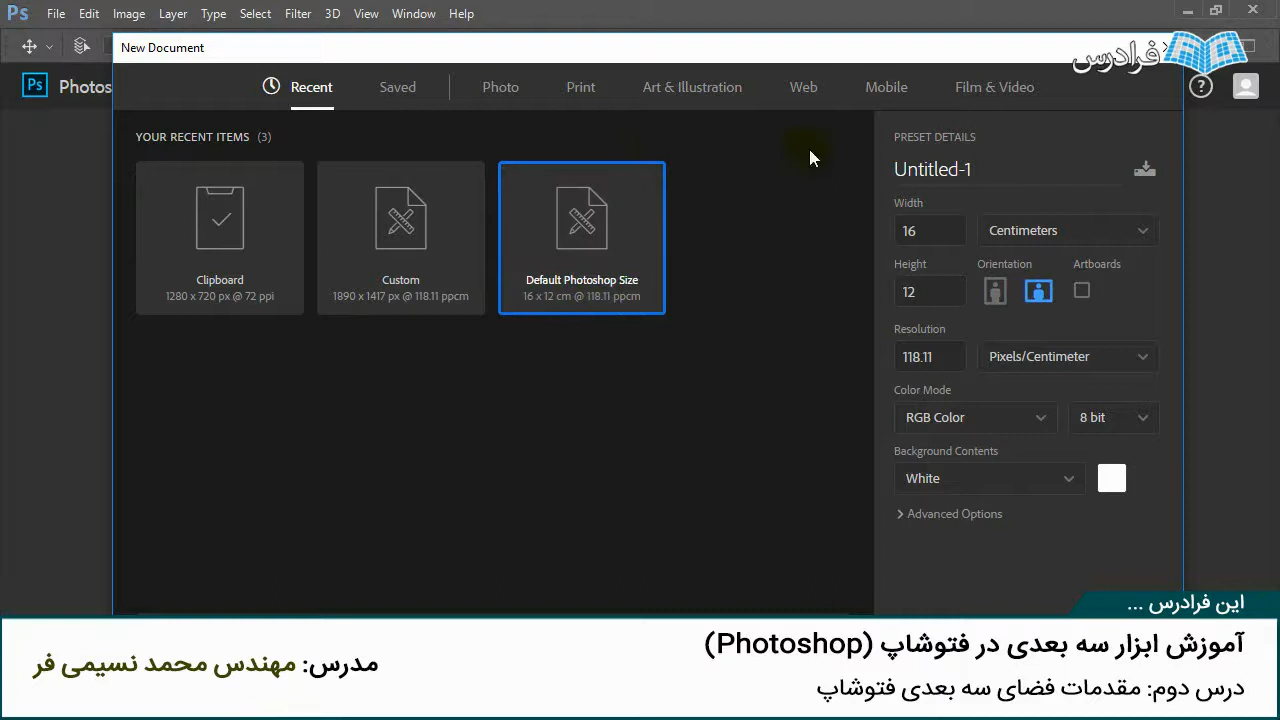 Ps File Edit Image Layer Type Select Filter 3D View Window Help
New Document
فرادرس
Ps Photos
Recent Saved Photo Print Art & Illustration Web Mobile Film & Video
?
YOUR RECENT ITEMS (3)
Clipboard
1280 x 720 px @ 72 ppi
Custom
1890 x 1417 px @ 118.11 ppcm
Default Photoshop Size
16 x 12 cm @ 118.11 ppcm
PRESET DETAILS
Untitled-1
Width
16 Centimeters
Height Orientation Artboards
12
Resolution
118.11 Pixels/Centimeter
Color Mode
RGB Color 8 bit
Background Contents
White
Advanced Options
این فرادرس ...
آموزش ابزار سه بعدی در فتوشاپ (Photoshop)
درس دوم: مقدمات فضای سه بعدی فتوشاپ
مدرس: مهندس محمد نسیمی فر